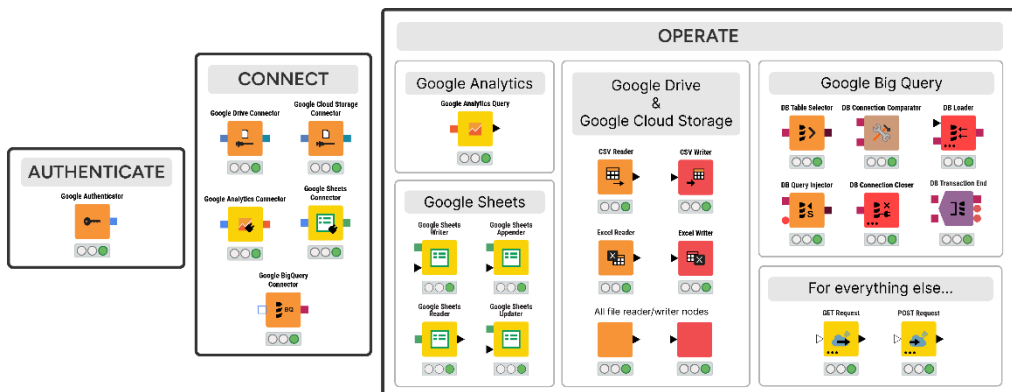 AUTHENTICATE
Google Authenticator
CONNECT
Google Drive Connector
Google Cloud Storage
Connector
Google Analytics Connector
Google Sheets
Connector
Google BigQuery
Connector
BQ
OPERATE
Google Analytics
Google Analytics Query
Google Sheets
Google Sheets
Writer
Google Sheets
Appender
Google Sheets
Reader
Google Sheets
Updater
Google Drive
&
Google Cloud Storage
CSV Reader
CSV Writer
Excel Reader
Excel Writer
All file reader/writer nodes
Google Big Query
DB Table Selector
DB Connection Comparator
DB Loader
DB Query Injector
DB Connection Closer
DB Transaction End
For everything else...
GET Request
POST Request